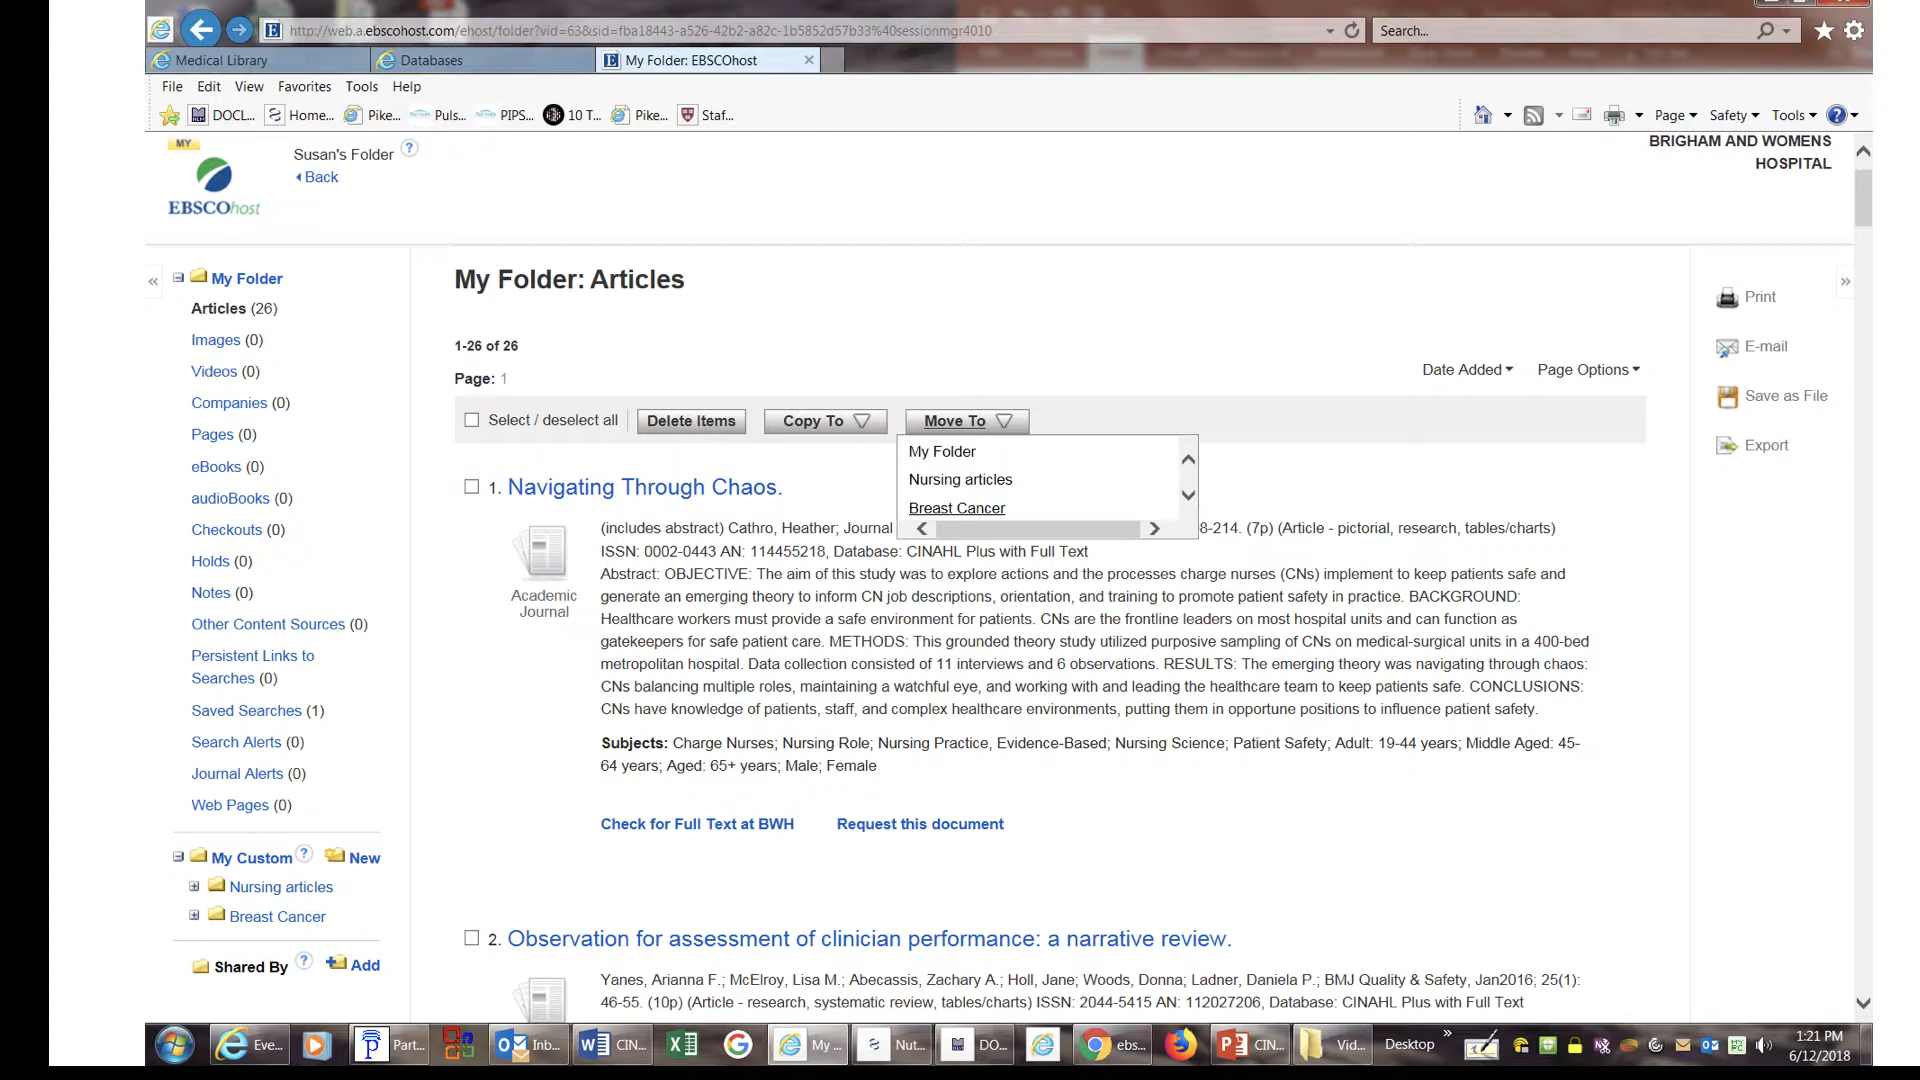 http://web.a.ebscohost.com/ehost/folder?vid=63&sid=fba18443-a526-42b2-a82c-1b5852d57b33%40sessionmgr4010
Search...
Medical Library
Databases
My Folder: EBSCOhost
File Edit View Favorites Tools Help
DOCL... Home... Pike... Puls... PIPS... 10 T... Pike... Staf...
Page Safety Tools
MY
EBSCOhost
Susan's Folder
Back
BRIGHAM AND WOMENS
HOSPITAL
My Folder
Articles (26)
Images (0)
Videos (0)
Companies (0)
Pages (0)
eBooks (0)
audioBooks (0)
Checkouts (0)
Holds (0)
Notes (0)
Other Content Sources (0)
Persistent Links to
Searches (0)
Saved Searches (1)
Search Alerts (0)
Journal Alerts (0)
Web Pages (0)
My Custom New
Nursing articles
Breast Cancer
Shared By Add
My Folder: Articles
1-26 of 26
Page: 1
Date Added Page Options
Select / deselect all Delete Items Copy To Move To
My Folder
Nursing articles
Breast Cancer
1. Navigating Through Chaos.
Academic
Journal
(includes abstract) Cathro, Heather; Journal 8-214. (7p) (Article - pictorial, research, tables/charts)
ISSN: 0002-0443 AN: 114455218, Database: CINAHL Plus with Full Text
Abstract: OBJECTIVE: The aim of this study was to explore actions and the processes charge nurses (CNs) implement to keep patients safe and
generate an emerging theory to inform CN job descriptions, orientation, and training to promote patient safety in practice. BACKGROUND:
Healthcare workers must provide a safe environment for patients. CNs are the frontline leaders on most hospital units and can function as
gatekeepers for safe patient care. METHODS: This grounded theory study utilized purposive sampling of CNs on medical-surgical units in a 400-bed
metropolitan hospital. Data collection consisted of 11 interviews and 6 observations. RESULTS: The emerging theory was navigating through chaos:
CNs balancing multiple roles, maintaining a watchful eye, and working with and leading the healthcare team to keep patients safe. CONCLUSIONS:
CNs have knowledge of patients, staff, and complex healthcare environments, putting them in opportune positions to influence patient safety.
Subjects: Charge Nurses; Nursing Role; Nursing Practice, Evidence-Based; Nursing Science; Patient Safety; Adult: 19-44 years; Middle Aged: 45-
64 years; Aged: 65+ years; Male; Female
Check for Full Text at BWH Request this document
2. Observation for assessment of clinician performance: a narrative review.
Yanes, Arianna F.; McElroy, Lisa M.; Abecassis, Zachary A.; Holl, Jane; Woods, Donna; Ladner, Daniela P.; BMJ Quality & Safety, Jan2016; 25(1):
46-55. (10p) (Article - research, systematic review, tables/charts) ISSN: 2044-5415 AN: 112027206, Database: CINAHL Plus with Full Text
Print
E-mail
Save as File
Export
Eve... Part... Inb... CIN... My ... Nut... DO... ebs... CIN... Vid... Desktop
1:21 PM
6/12/2018